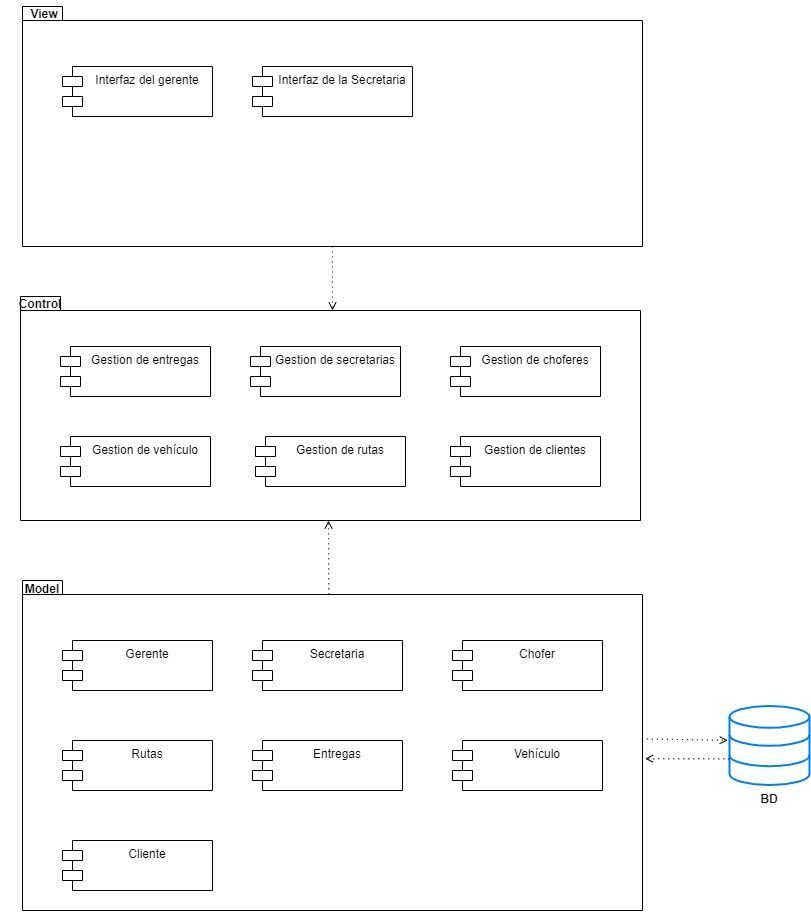 View
Interfaz del gerente
Interfaz de la Secretaria
Control
Gestion de entregas
Gestion de secretarias
Gestion de choferes
Gestion de vehículo
Gestion de rutas
Gestion de clientes
Model
Gerente
Secretaria
Chofer
Rutas
Entregas
Vehículo
BD
Cliente